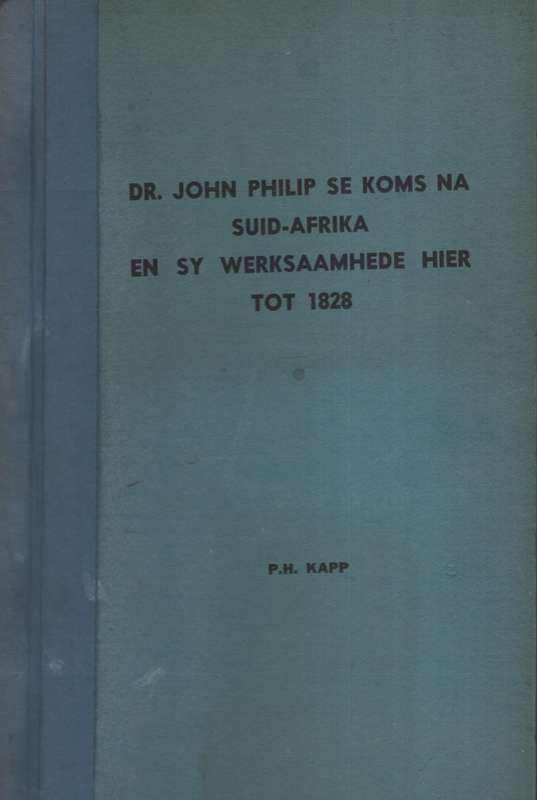 DR. JOHN PHILIP SE KOMS NA
SUID-AFRIKA
EN SY WERKSAAMHEDE HIER
TOT 1828
P.H. KAPP